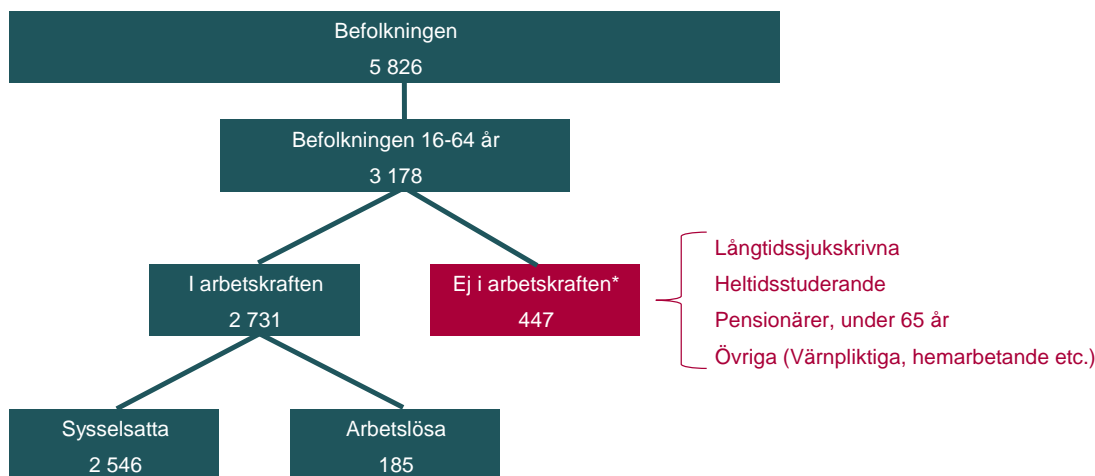 Befolkningen
5 826
Befolkningen 16-64 år
3 178
I arbetskraften
2 731
Ej i arbetskraften*
447
Långtidssjukskrivna
Heltidsstuderande
Pensionärer, under 65 år
Övriga (Värnpliktiga, hemarbetande etc.)
Sysselsatta
2 546
Arbetslösa
185